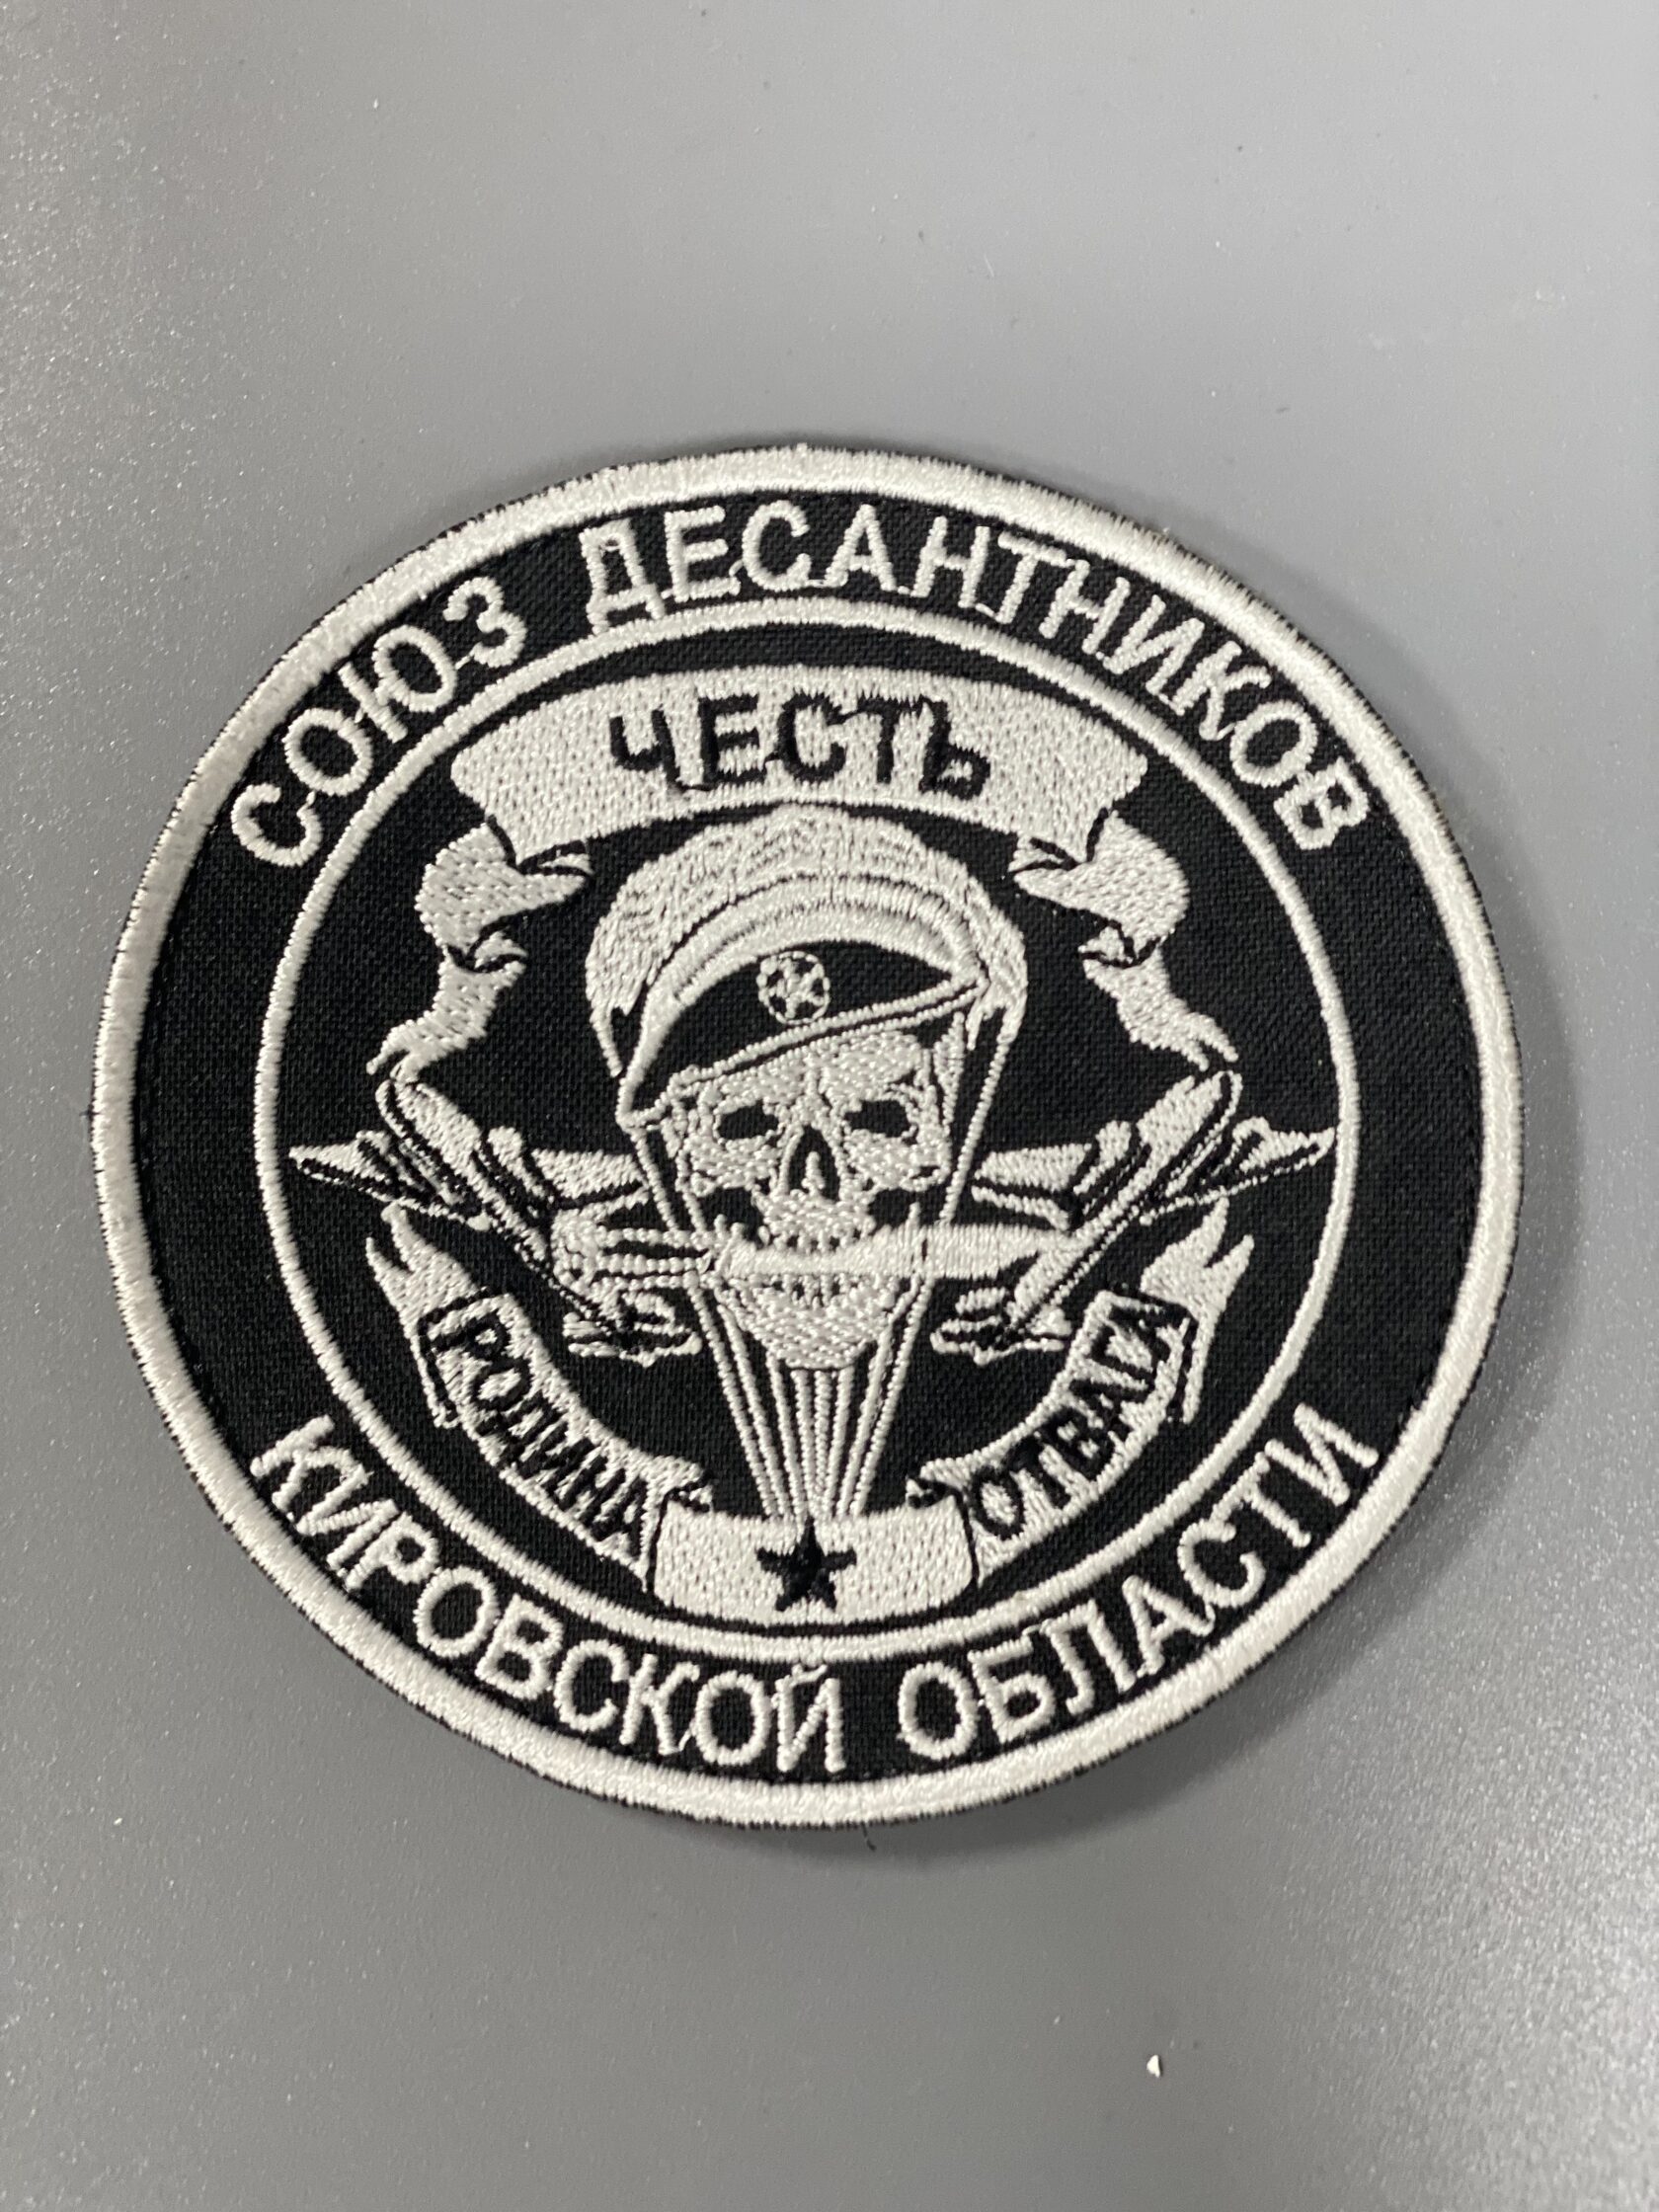 СОЮЗ ДЕСАНТНИКОВ
ЧЕСТЬ
РОДИНА
ОТВАГА
КИРОВСКОЙ ОБЛАСТИ